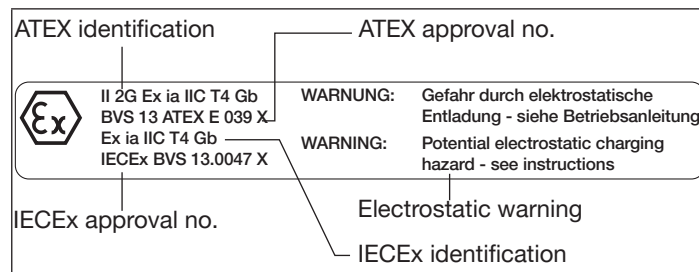 ATEX identification
ATEX approval no.
Ex
II 2G Ex ia IIC T4 Gb
BVS 13 ATEX E 039 X
Ex ia IIC T4 Gb
IECEx BVS 13.0047 X
WARNUNG: Gefahr durch elektrostatische
Entladung - siehe Betriebsanleitung
WARNING: Potential electrostatic charging
hazard - see instructions
Electrostatic warning
IECEx approval no.
IECEx identification